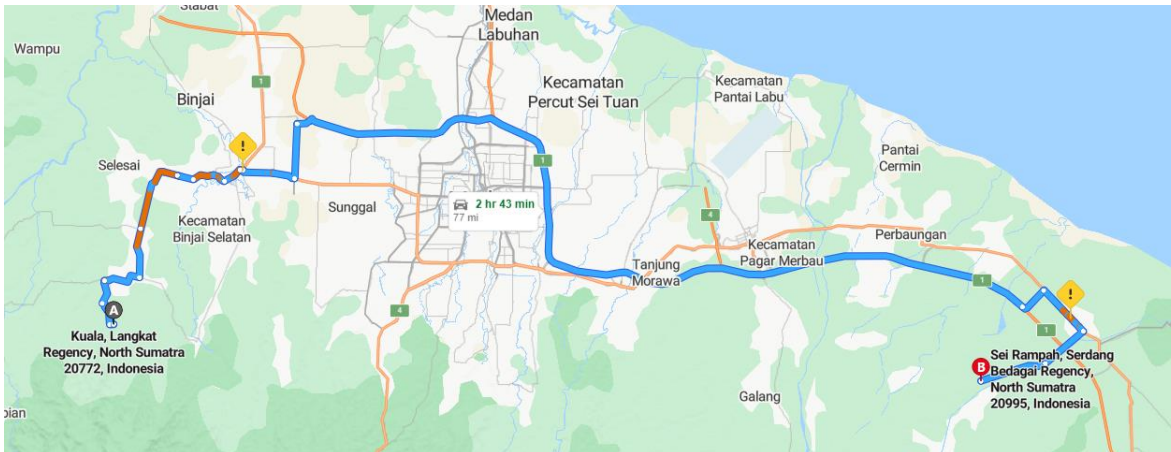 Stabat
Medan
Labuhan
Wampu
Kecamatan
Percut Sei Tuan
Kecamatan
Pantai Labu
1
Binjai
!
1
Pantai
Cermin
Selesai
Sunggal
2 hr 43 min
77 mi
Kecamatan
Binjai Selatan
4
Perbaungan
Kecamatan
Pagar Merbau
Tanjung
Morawa
1
!
A
4
1
Kuala, Langkat
Regency, North Sumatra
20772, Indonesia
B
Sei Rampah, Serdang
Bedagai Regency,
North Sumatra
20995, Indonesia
Galang
pian